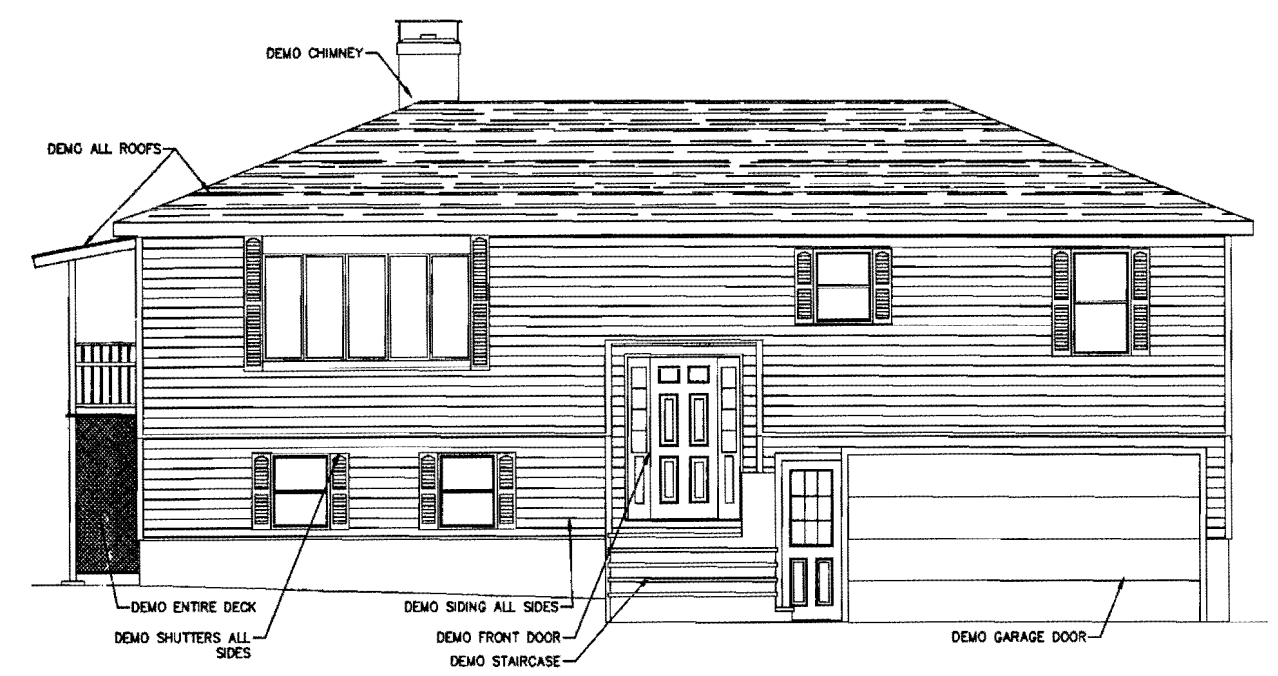 DEMO CHIMNEY
DEMO ALL ROOFS
DEMO ENTIRE DECK
DEMO SIDING ALL SIDES
DEMO SHUTTERS ALL
SIDES
DEMO FRONT DOOR
DEMO GARAGE DOOR
DEMO STAIRCASE